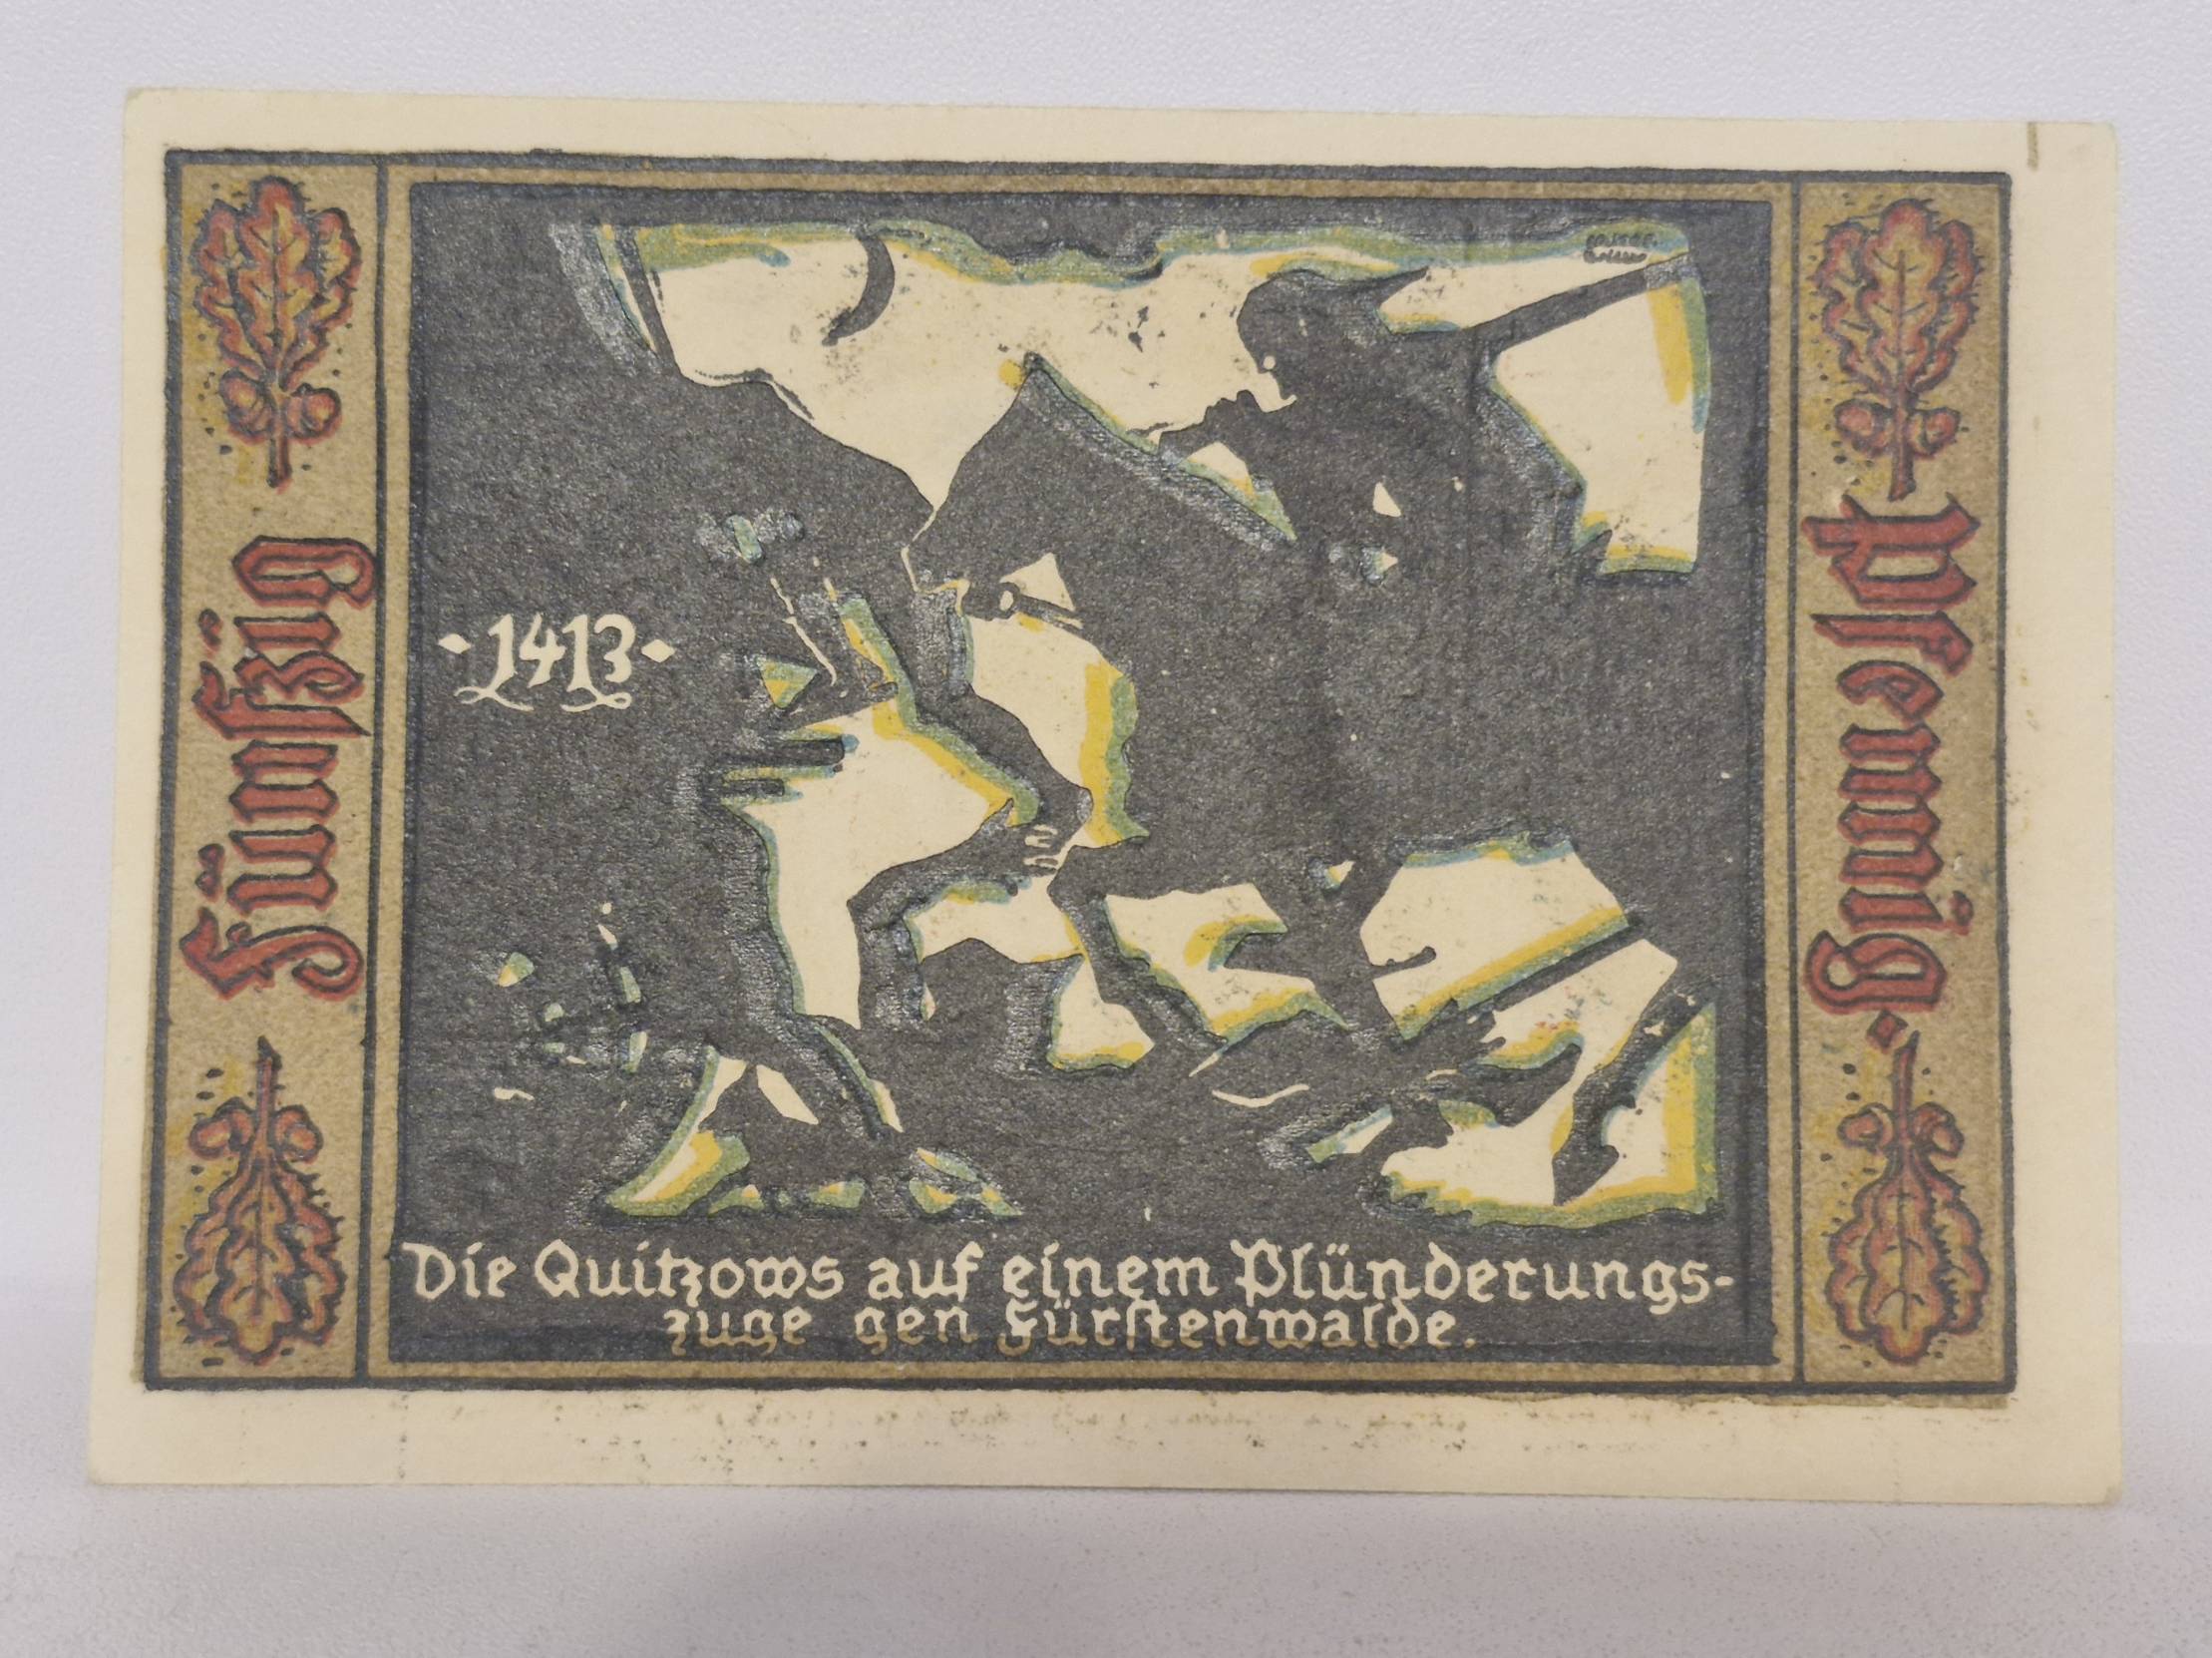 Fünfzig
·1413·
Die Quitzows auf einem Plünderungs-
zuge gen Fürstenwalde.
Pfennig.